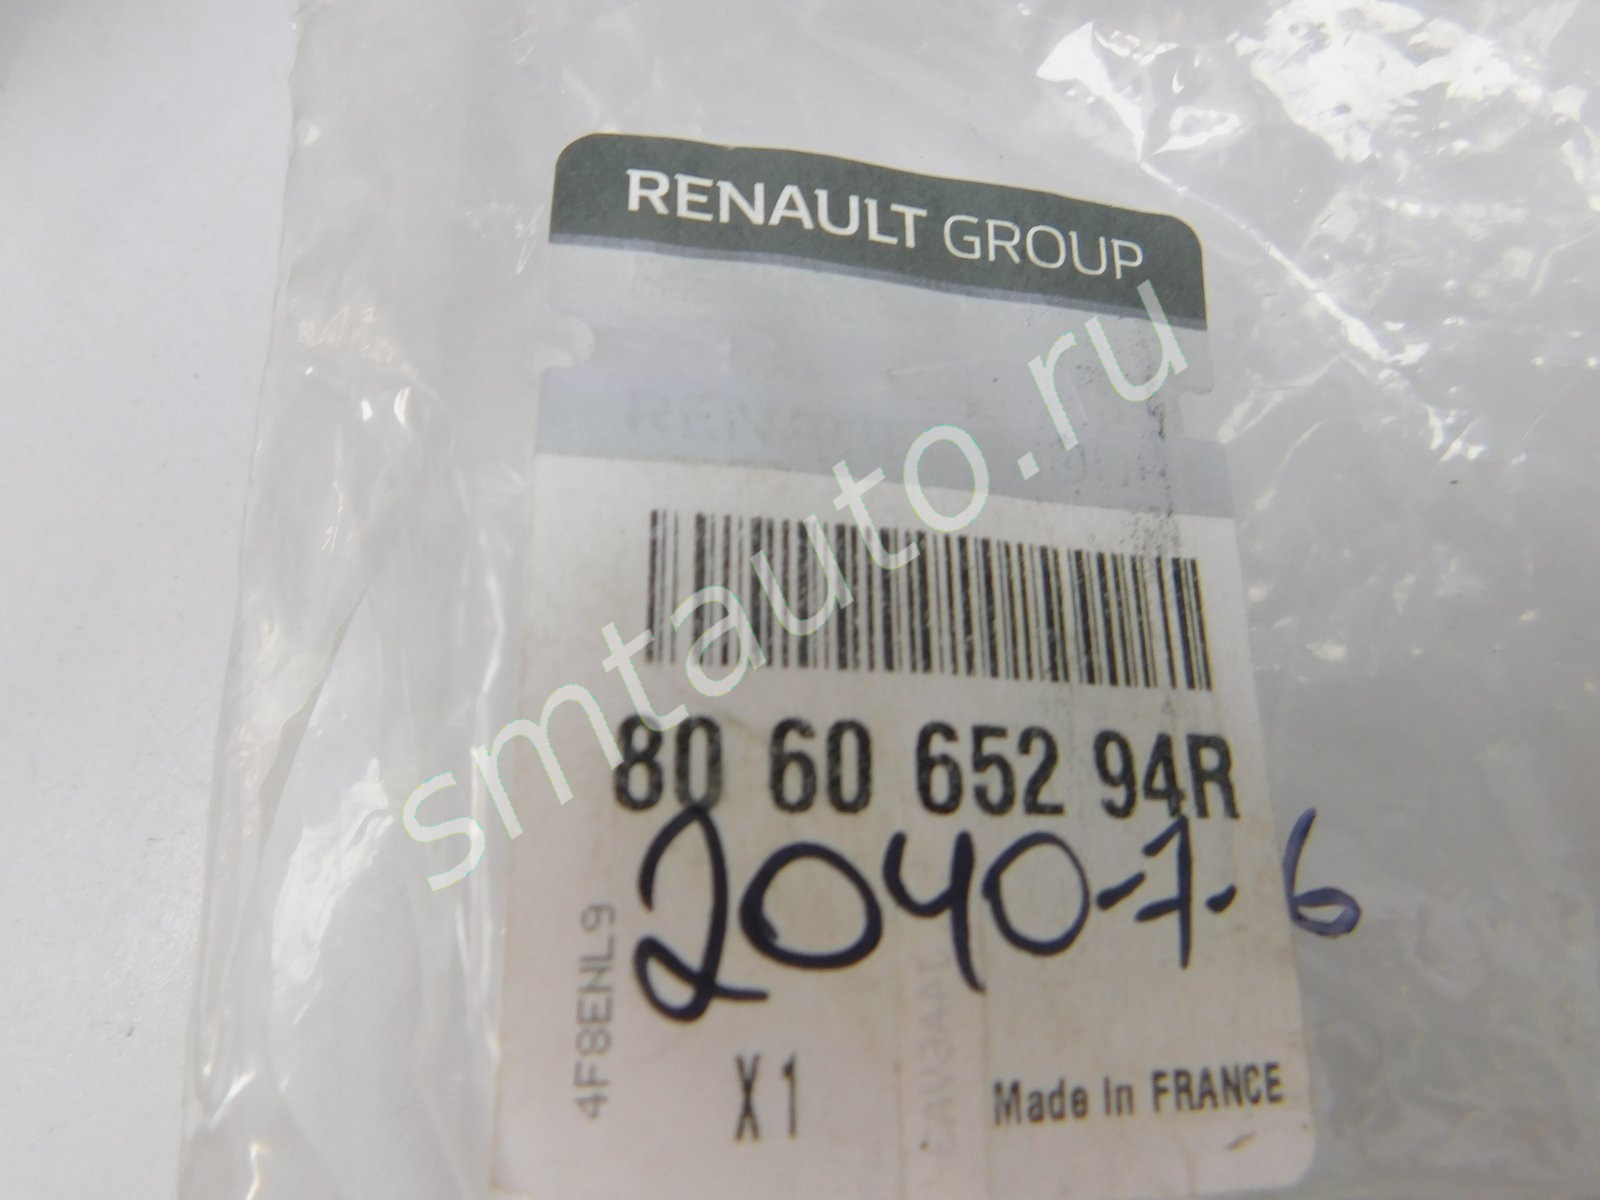 RENAULT GROUP
80 60 652 94R
2040-7-6
4F8ENL9
X1
Made In FRANCE
smtauto.ru